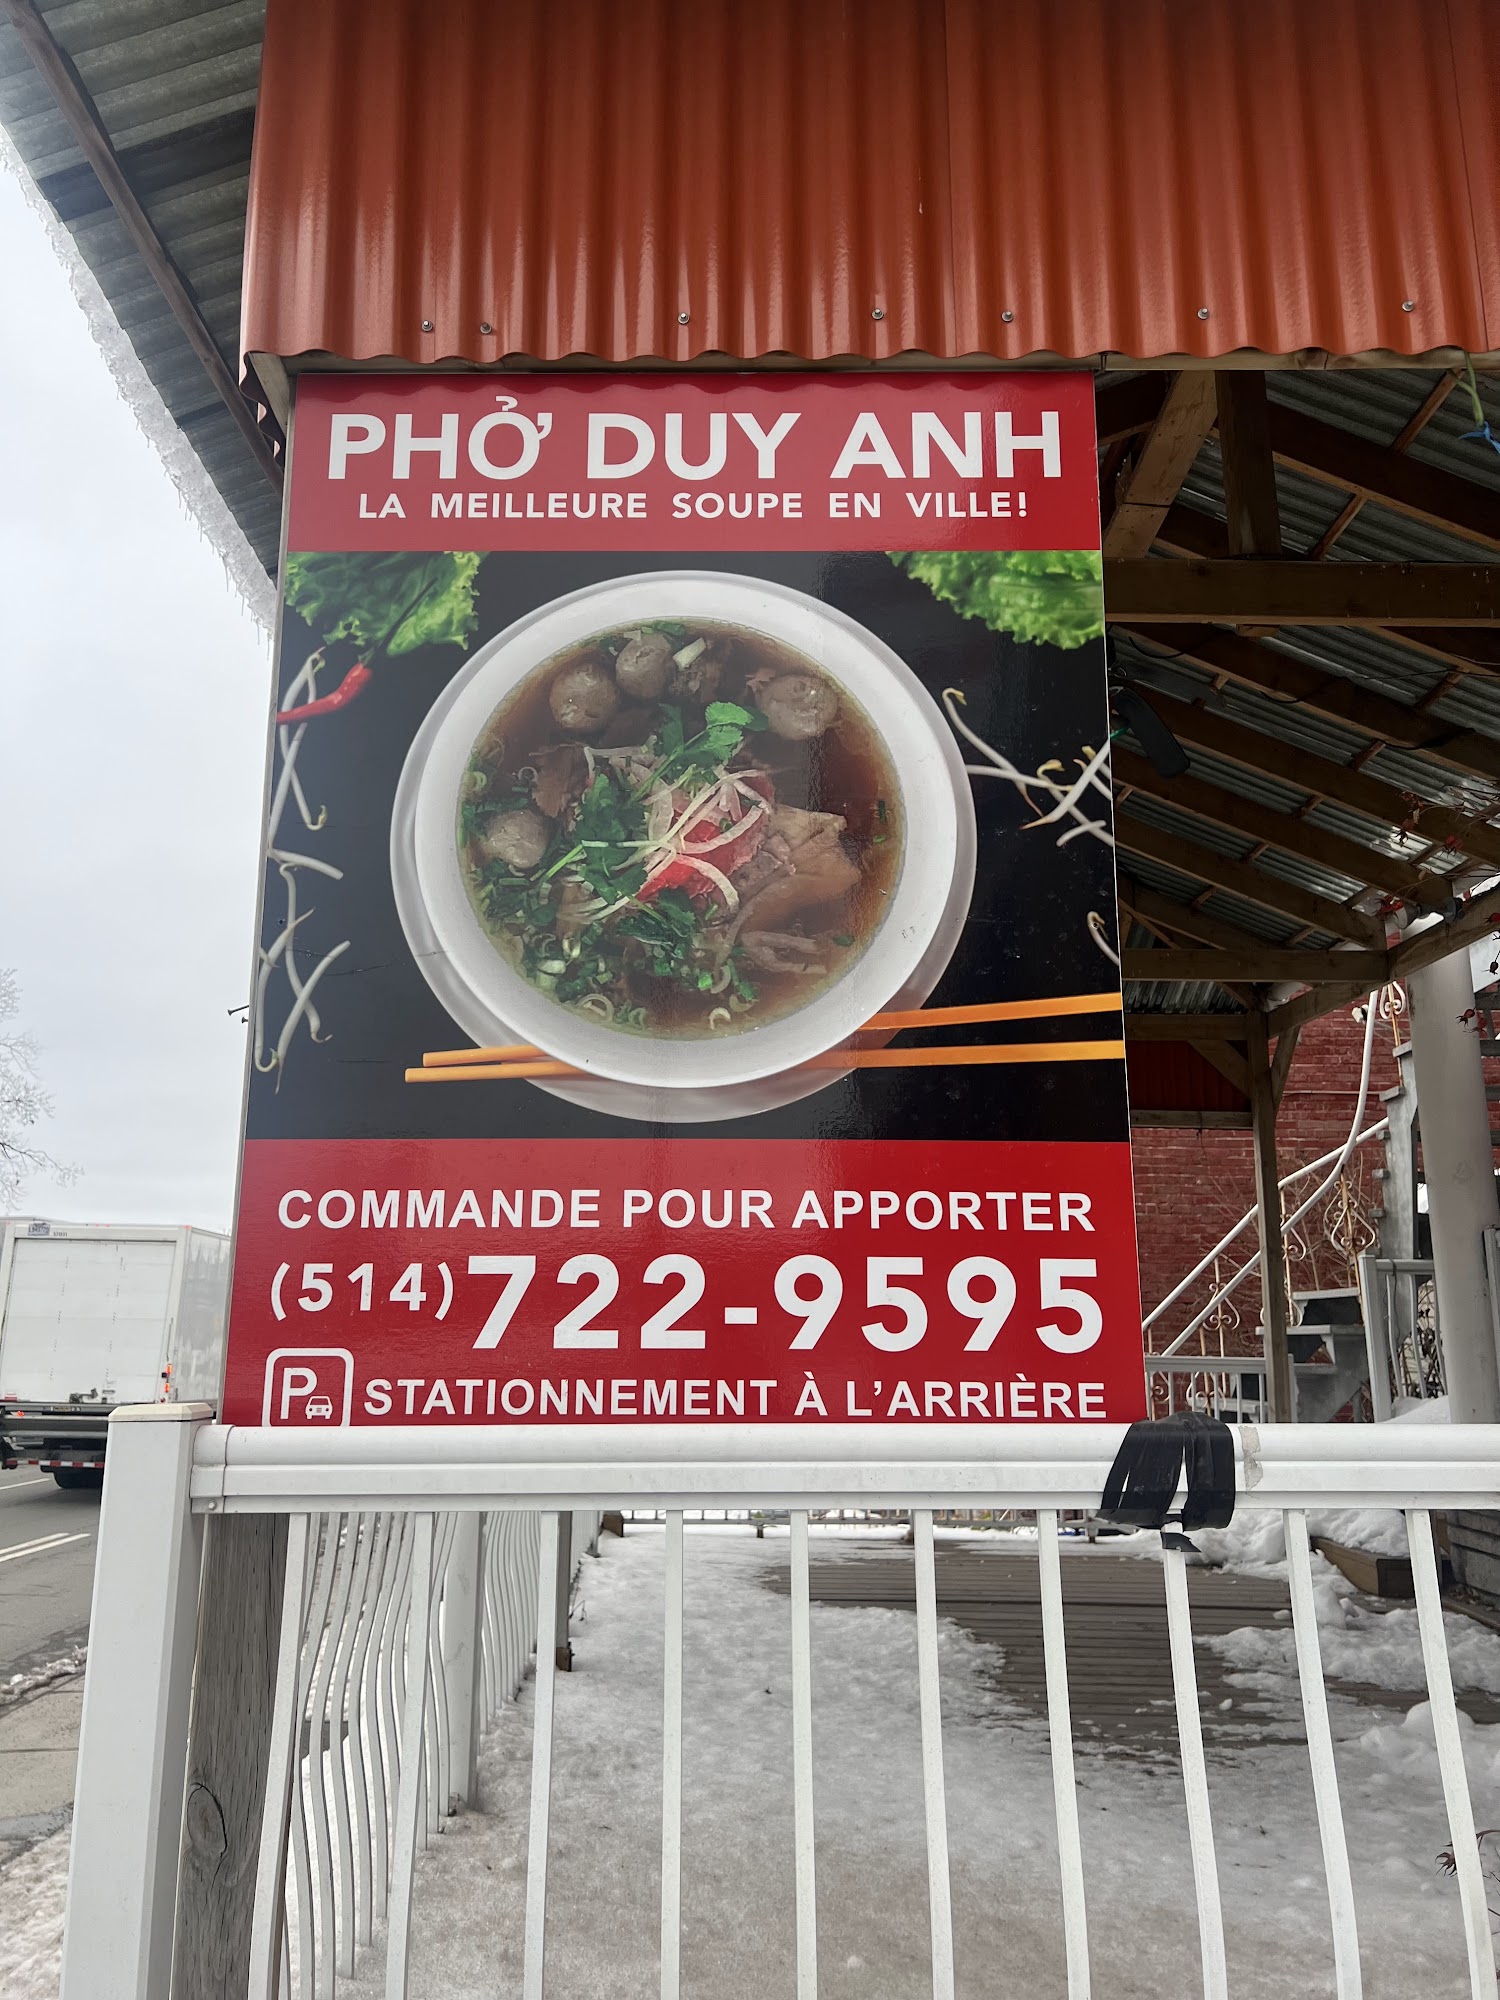 PHỞ DUY ANH
LA MEILLEURE SOUPE EN VILLE!
COMMANDE POUR APPORTER
(514) 722-9595
P STATIONNEMENT À L'ARRIÈRE